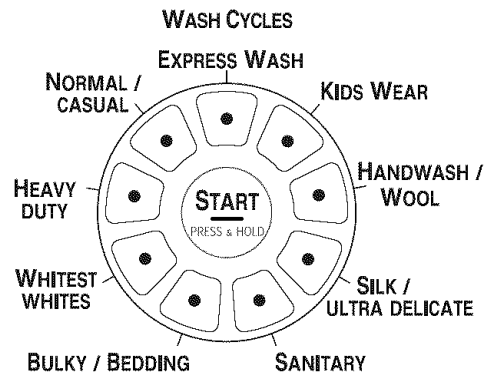 WASH CYCLES
EXPRESS WASH
NORMAL /
CASUAL
KIDS WEAR
HEAVY
DUTY
START
PRESS & HOLD
HANDWASH /
WOOL
WHITEST
WHITES
SILK /
ULTRA DELICATE
BULKY / BEDDING
SANITARY